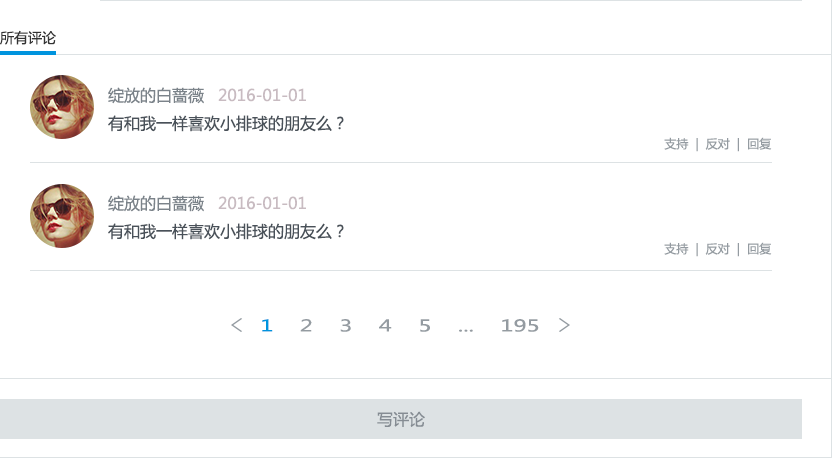 所有评论
绽放的白蔷薇 2016-01-01
有和我一样喜欢小排球的朋友么？
支持 | 反对 | 回复
绽放的白蔷薇 2016-01-01
有和我一样喜欢小排球的朋友么？
支持 | 反对 | 回复
< 1 2 3 4 5 ... 195 >
写评论